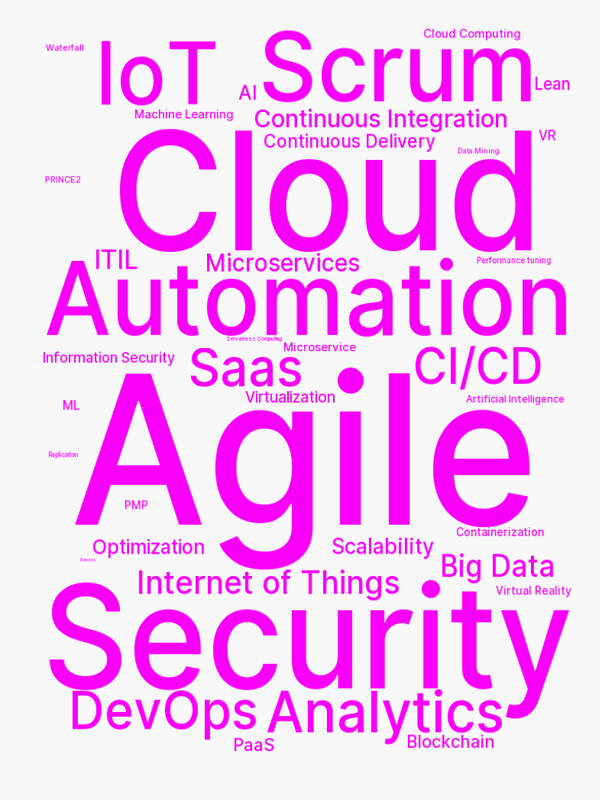 Cloud Computing
Waterfall
IoT
Scrum
AI
Lean
Machine Learning
Continuous Integration
VR
Continuous Delivery
Data Mining
Cloud
PRINCE2
ITIL
Microservices
Performance tuning
Automation
Serverless Computing
Microservice
Information Security
Saas
CI/CD
Virtualization
Artificial Intelligence
ML
Agile
Replication
PMP
Containerization
Optimization
Scalability
Robotics
Big Data
Internet of Things
Virtual Reality
Security
DevOps
Analytics
PaaS
Blockchain